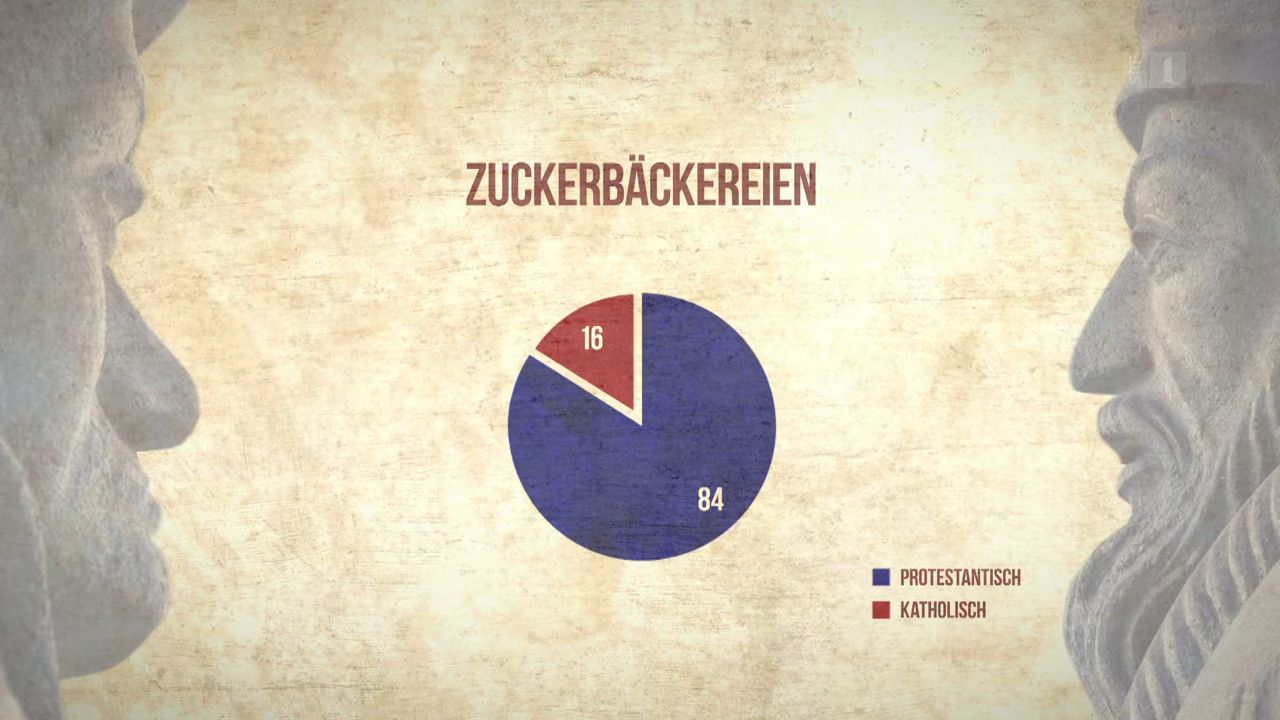 ZUCKERBÄCKEREIEN
16
84
PROTESTANTISCH
KATHOLISCH